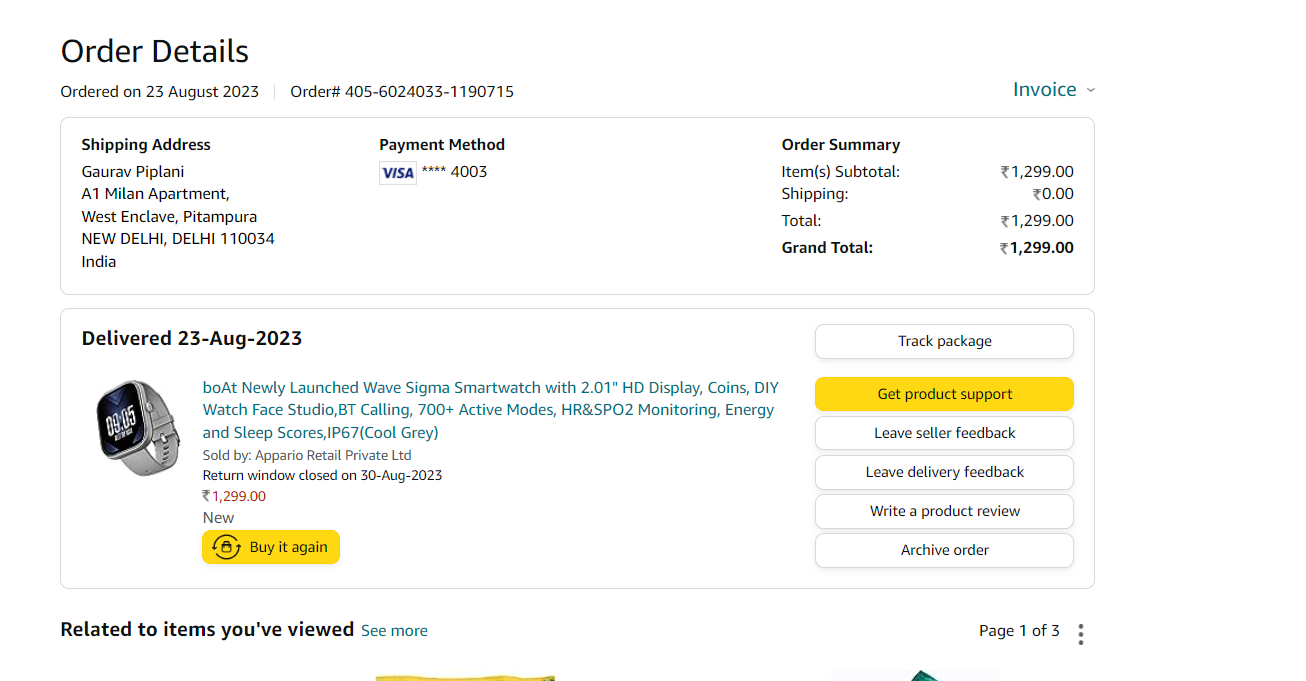 Order Details
Ordered on 23 August 2023
Order# 405-6024033-1190715
Invoice
Shipping Address
Gaurav Piplani
A1 Milan Apartment,
West Enclave, Pitampura
NEW DELHI, DELHI 110034
India
Payment Method
VISA **** 4003
Order Summary
Item(s) Subtotal: ₹1,299.00
Shipping: ₹0.00
Total: ₹1,299.00
Grand Total: ₹1,299.00
Delivered 23-Aug-2023
09:05
boAt Newly Launched Wave Sigma Smartwatch with 2.01" HD Display, Coins, DIY
Watch Face Studio,BT Calling, 700+ Active Modes, HR&SPO2 Monitoring, Energy
and Sleep Scores,IP67(Cool Grey)
Sold by: Appario Retail Private Ltd
Return window closed on 30-Aug-2023
₹1,299.00
New
Buy it again
Track package
Get product support
Leave seller feedback
Leave delivery feedback
Write a product review
Archive order
Related to items you've viewed See more
Page 1 of 3